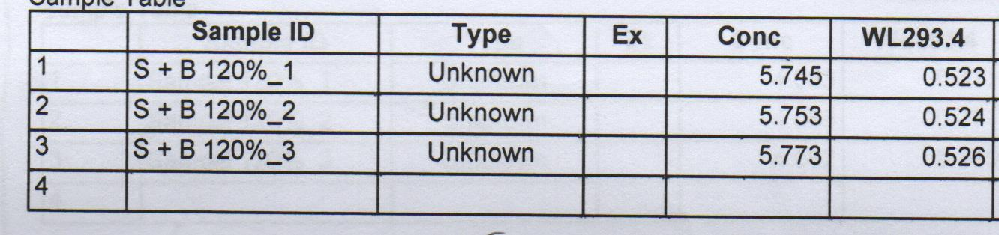 Sample Table
Sample ID Type Ex Conc WL293.4
1 S + B 120%_1 Unknown 5.745 0.523
2 S + B 120%_2 Unknown 5.753 0.524
3 S + B 120%_3 Unknown 5.773 0.526
4